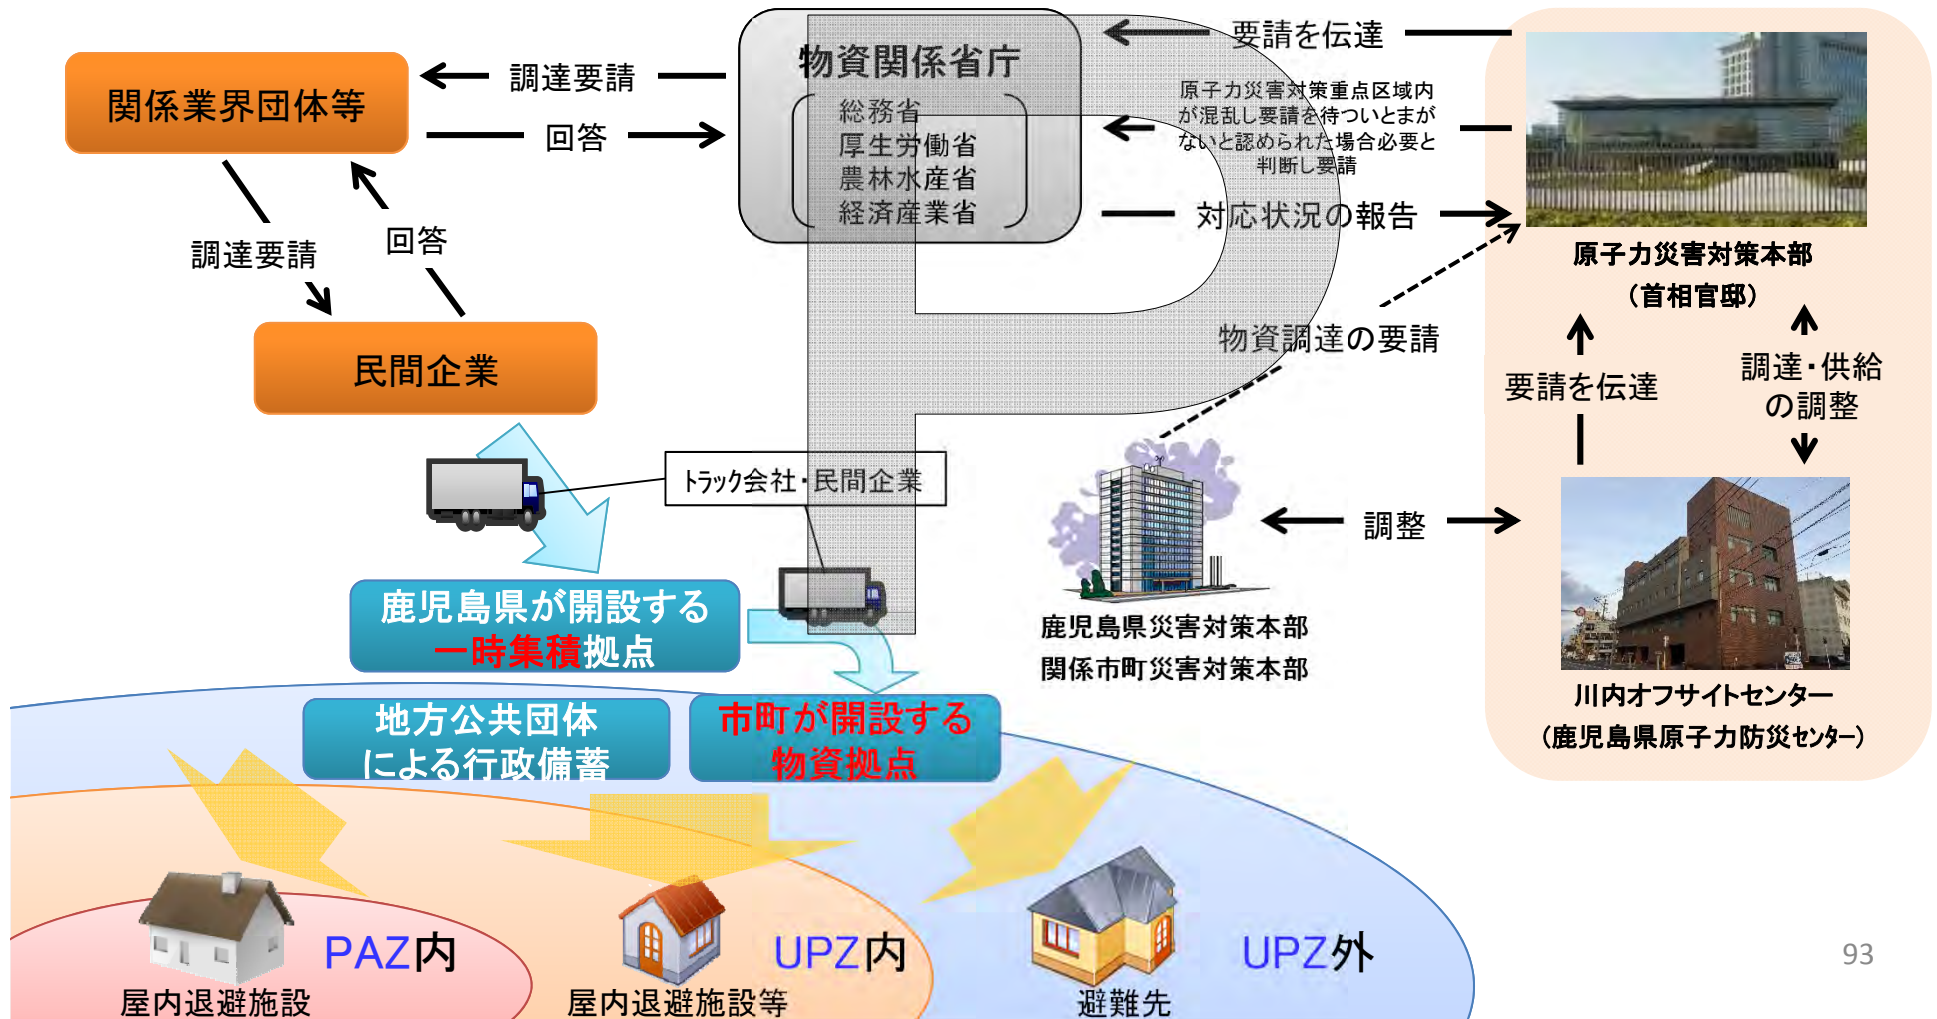 物資関係省庁
総務省
厚生労働省
農林水産省
経済産業省
関係業界団体等
調達要請
回答
要請を伝達
原子力災害対策重点区域内
が混乱し要請を待ついとまが
ないと認められた場合必要と
判断し要請
対応状況の報告
原子力災害対策本部
（首相官邸）
調達要請
回答
民間企業
物資調達の要請
要請を伝達
調達・供給
の調整
トラック会社・民間企業
調整
鹿児島県が開設する
一時集積拠点
鹿児島県災害対策本部
関係市町災害対策本部
川内オフサイトセンター
（鹿児島県原子力防災センター）
地方公共団体
による行政備蓄
市町が開設する
物資拠点
P
PAZ内
屋内退避施設
UPZ内
屋内退避施設等
UPZ外
避難先
93